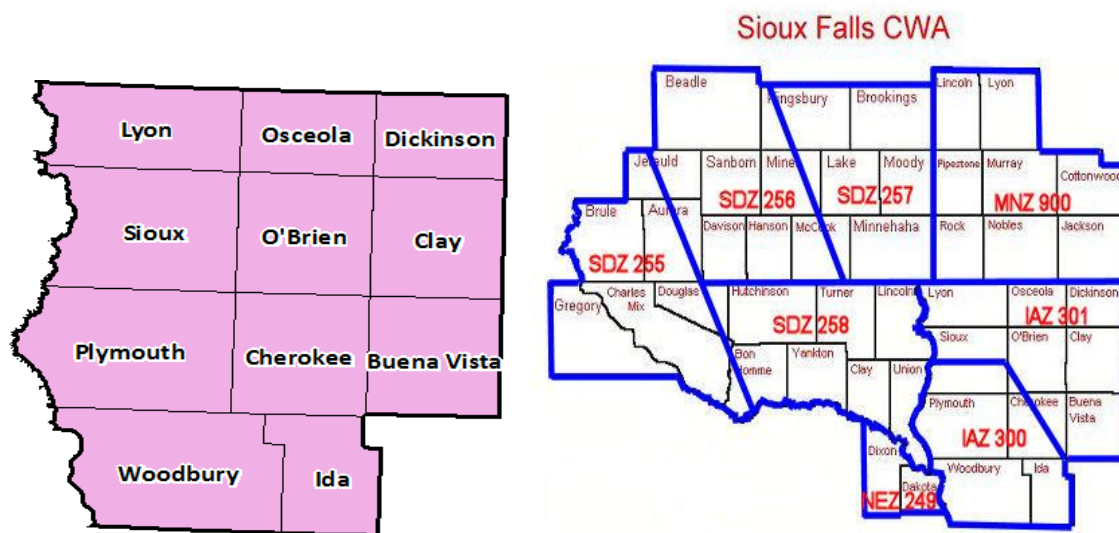 Lyon
Osceola
Dickinson
Sioux
O'Brien
Clay
Plymouth
Cherokee
Buena Vista
Woodbury
Ida
Sioux Falls CWA
Beadle
Kingsbury
Brookings
Lincoln
Lyon
Jerauld
Sanborn
Miner
Lake
Moody
Pipestone
Murray
Cottonwood
SDZ 256
SDZ 257
MNZ 900
Brule
Aurora
Davison
Hanson
McCook
Minnehaha
Rock
Nobles
Jackson
SDZ 255
Gregory
Charles
Mix
Douglas
Hutchinson
Turner
Lincoln
Lyon
Osceola
Dickinson
SDZ 258
IAZ 301
Sioux
O'Brien
Clay
Bon
Homme
Yankton
Clay
Union
Plymouth
Cherokee
Buena
Vista
IAZ 300
Dixon
Woodbury
Ida
Dakota
NEZ 249